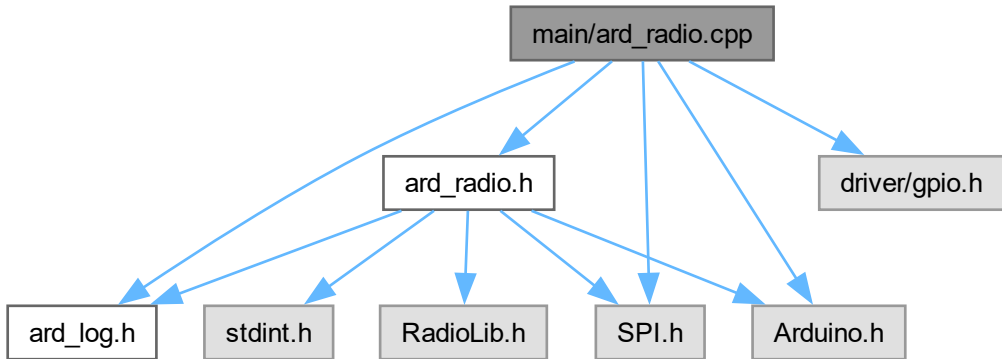 main/ard_radio.cpp
ard_radio.h
driver/gpio.h
ard_log.h
stdint.h
RadioLib.h
SPI.h
Arduino.h